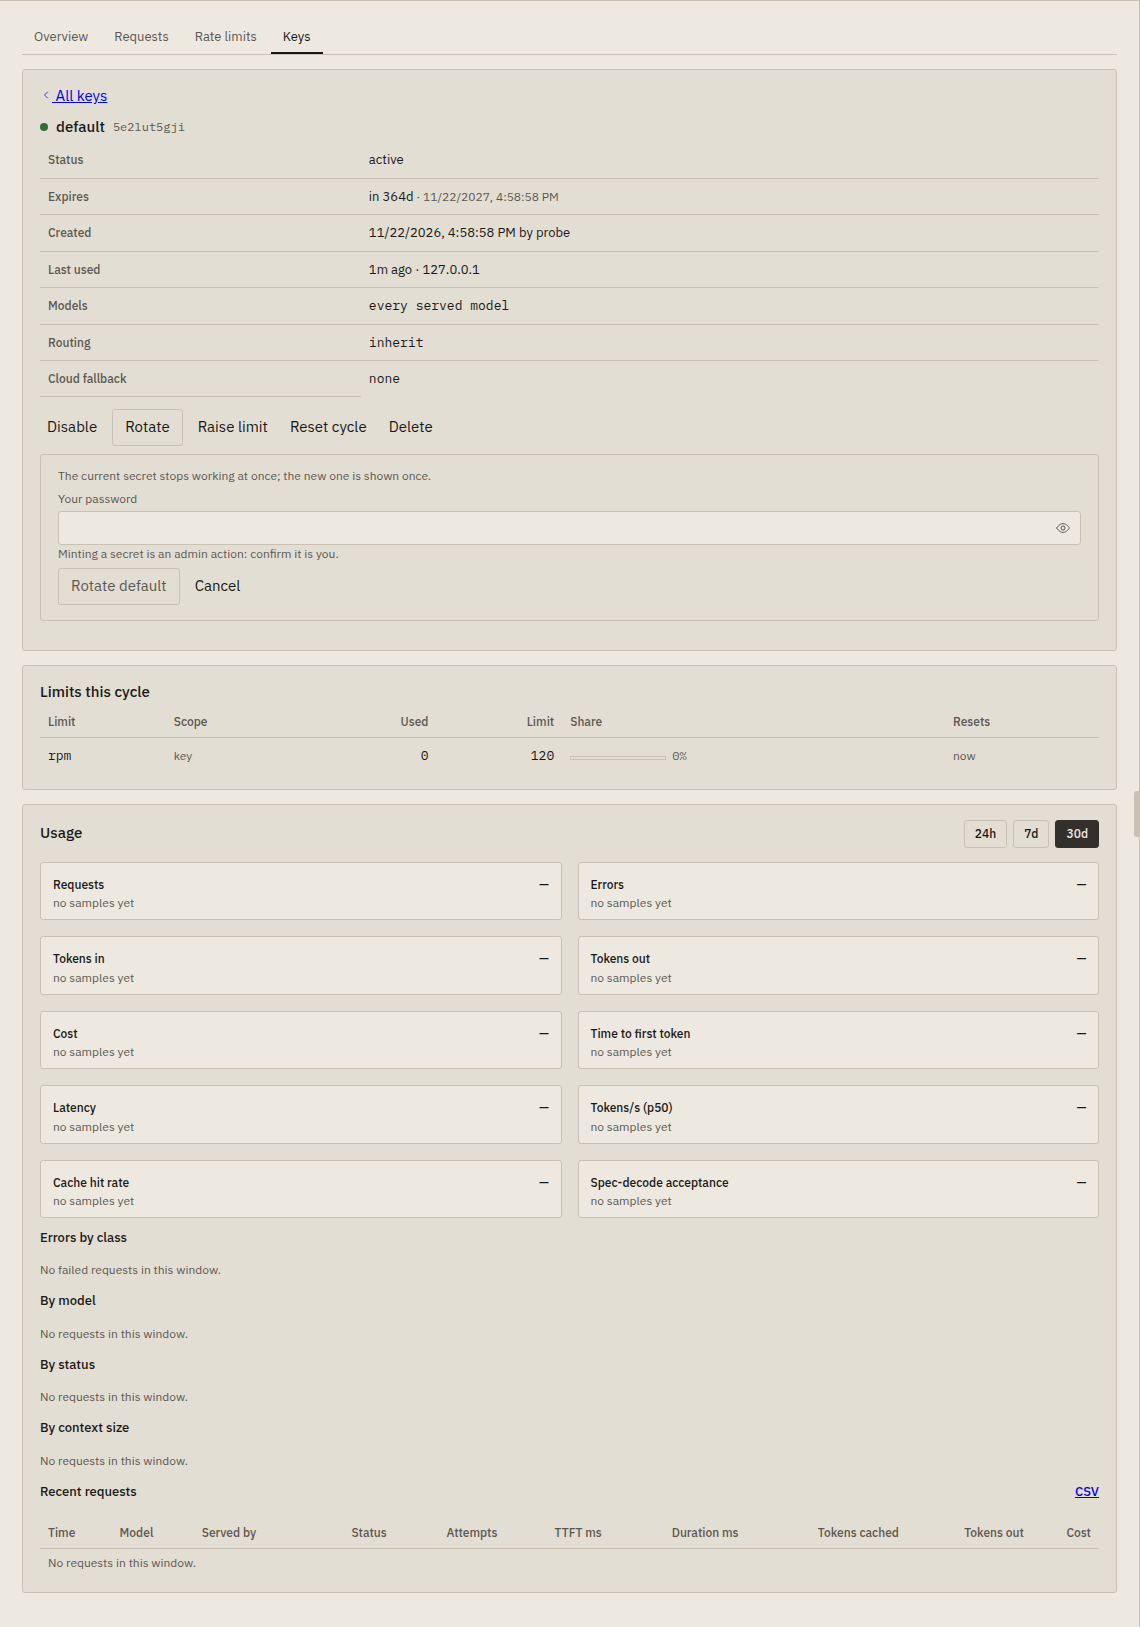 Overview Requests Rate limits Keys
‹ All keys
default 5e2lut5gji
Status active
Expires in 364d · 11/22/2027, 4:58:58 PM
Created 11/22/2026, 4:58:58 PM by probe
Last used 1m ago · 127.0.0.1
Models every served model
Routing inherit
Cloud fallback none
Disable Rotate Raise limit Reset cycle Delete
The current secret stops working at once; the new one is shown once.
Your password
Minting a secret is an admin action: confirm it is you.
Rotate default Cancel
Limits this cycle
Limit Scope Used Limit Share Resets
rpm key 0 120 0% now
Usage 24h 7d 30d
Requests — Errors —
no samples yet no samples yet
Tokens in — Tokens out —
no samples yet no samples yet
Cost — Time to first token —
no samples yet no samples yet
Latency — Tokens/s (p50) —
no samples yet no samples yet
Cache hit rate — Spec-decode acceptance —
no samples yet no samples yet
Errors by class
No failed requests in this window.
By model
No requests in this window.
By status
No requests in this window.
By context size
No requests in this window.
Recent requests CSV
Time Model Served by Status Attempts TTFT ms Duration ms Tokens cached Tokens out Cost
No requests in this window.